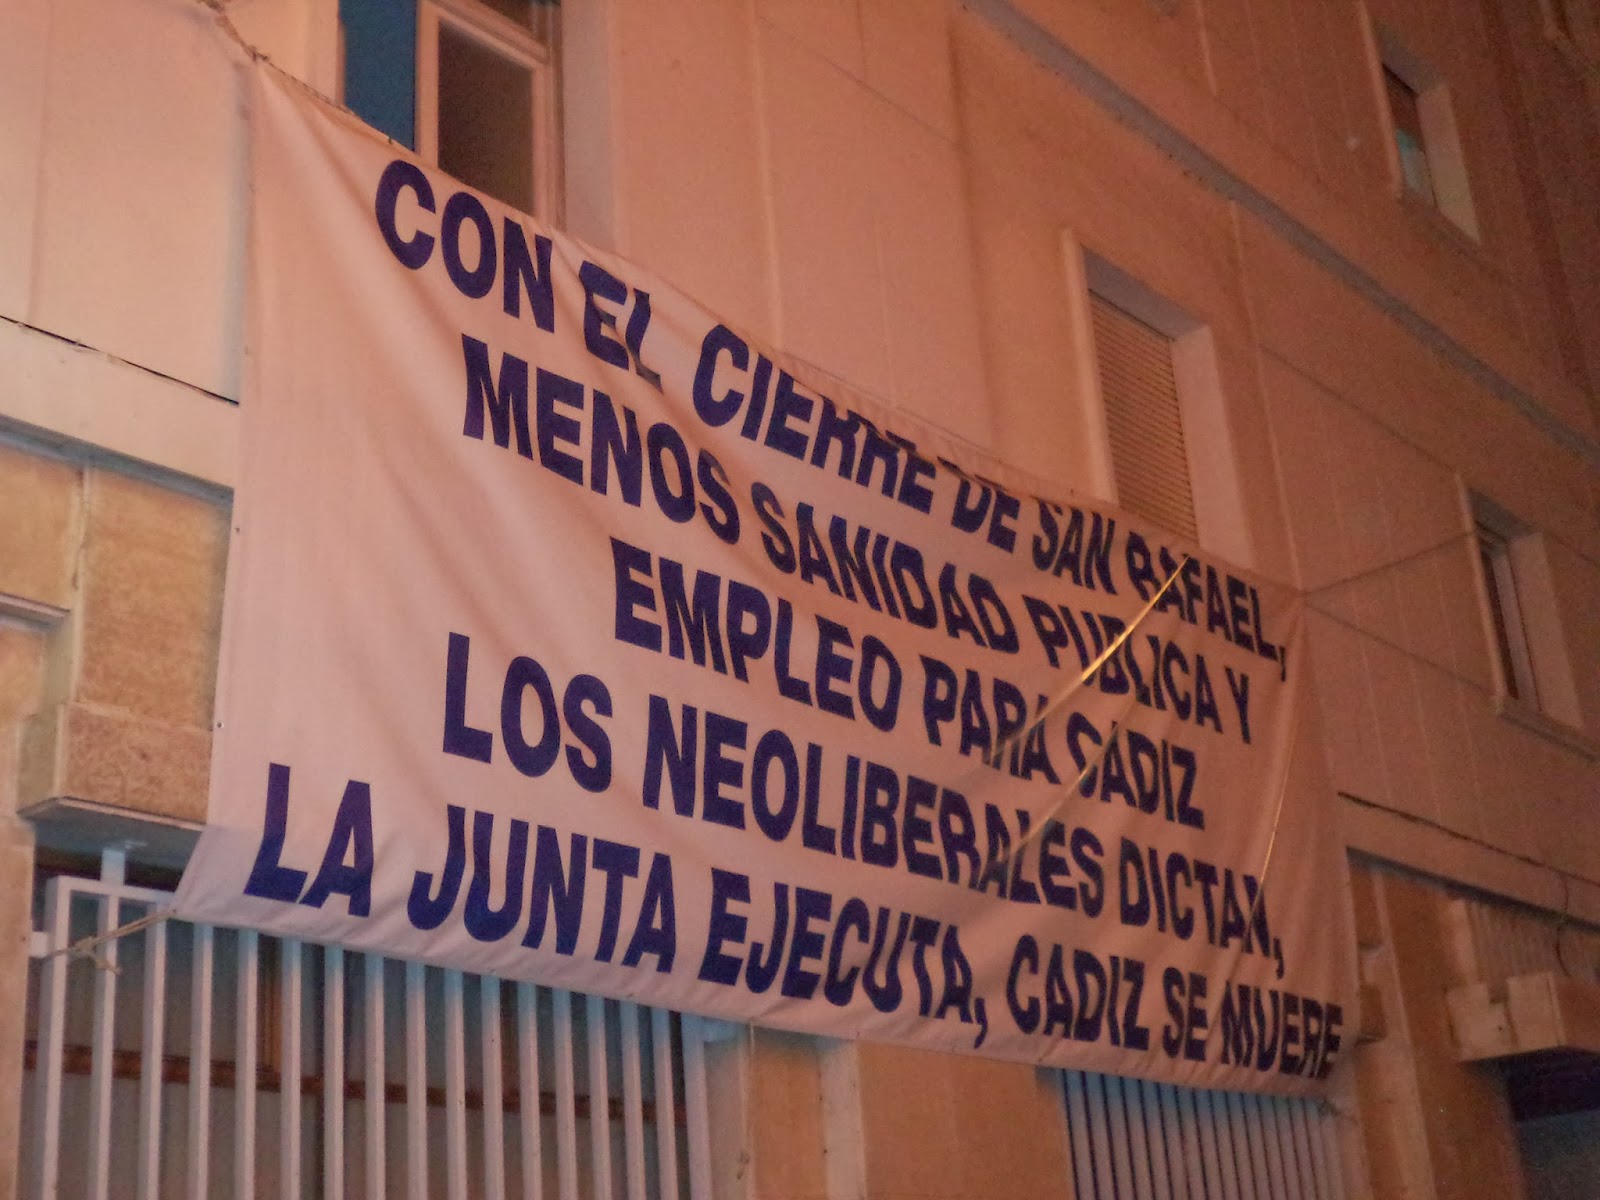 CON EL CIERRE DE SAN RAFAEL,
MENOS SANIDAD PUBLICA Y
EMPLEO PARA CADIZ
LOS NEOLIBERALES DICTAN,
LA JUNTA EJECUTA, CADIZ SE MUERE